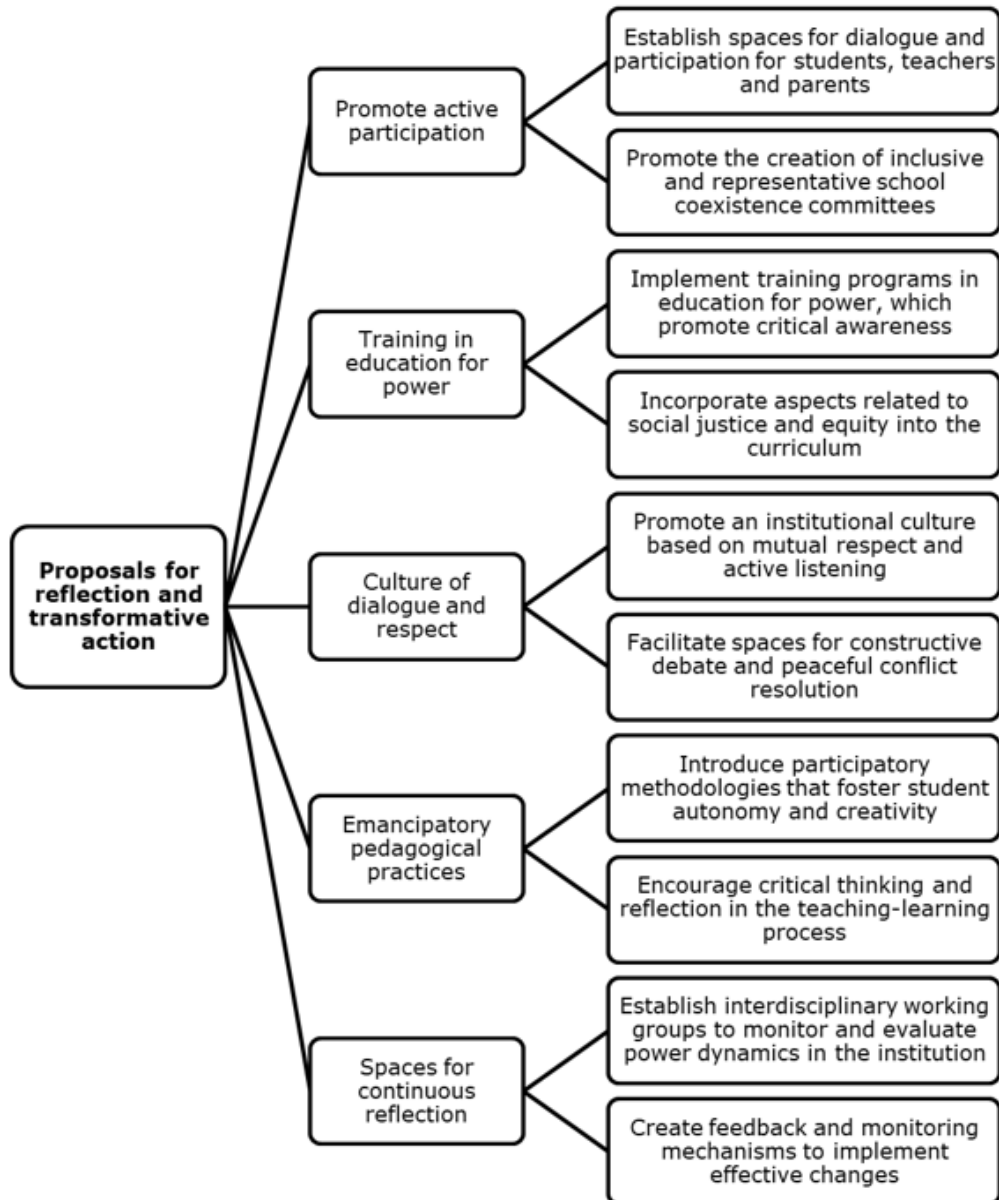 Proposals for
reflection and
transformative
action
Promote active
participation
Establish spaces for dialogue and
participation for students, teachers
and parents
Promote the creation of inclusive
and representative school
coexistence committees
Training in
education for
power
Implement training programs in
education for power, which
promote critical awareness
Incorporate aspects related to
social justice and equity into the
curriculum
Culture of
dialogue and
respect
Promote an institutional culture
based on mutual respect and
active listening
Facilitate spaces for constructive
debate and peaceful conflict
resolution
Emancipatory
pedagogical
practices
Introduce participatory
methodologies that foster student
autonomy and creativity
Encourage critical thinking and
reflection in the teaching-learning
process
Spaces for
continuous
reflection
Establish interdisciplinary working
groups to monitor and evaluate
power dynamics in the institution
Create feedback and monitoring
mechanisms to implement
effective changes